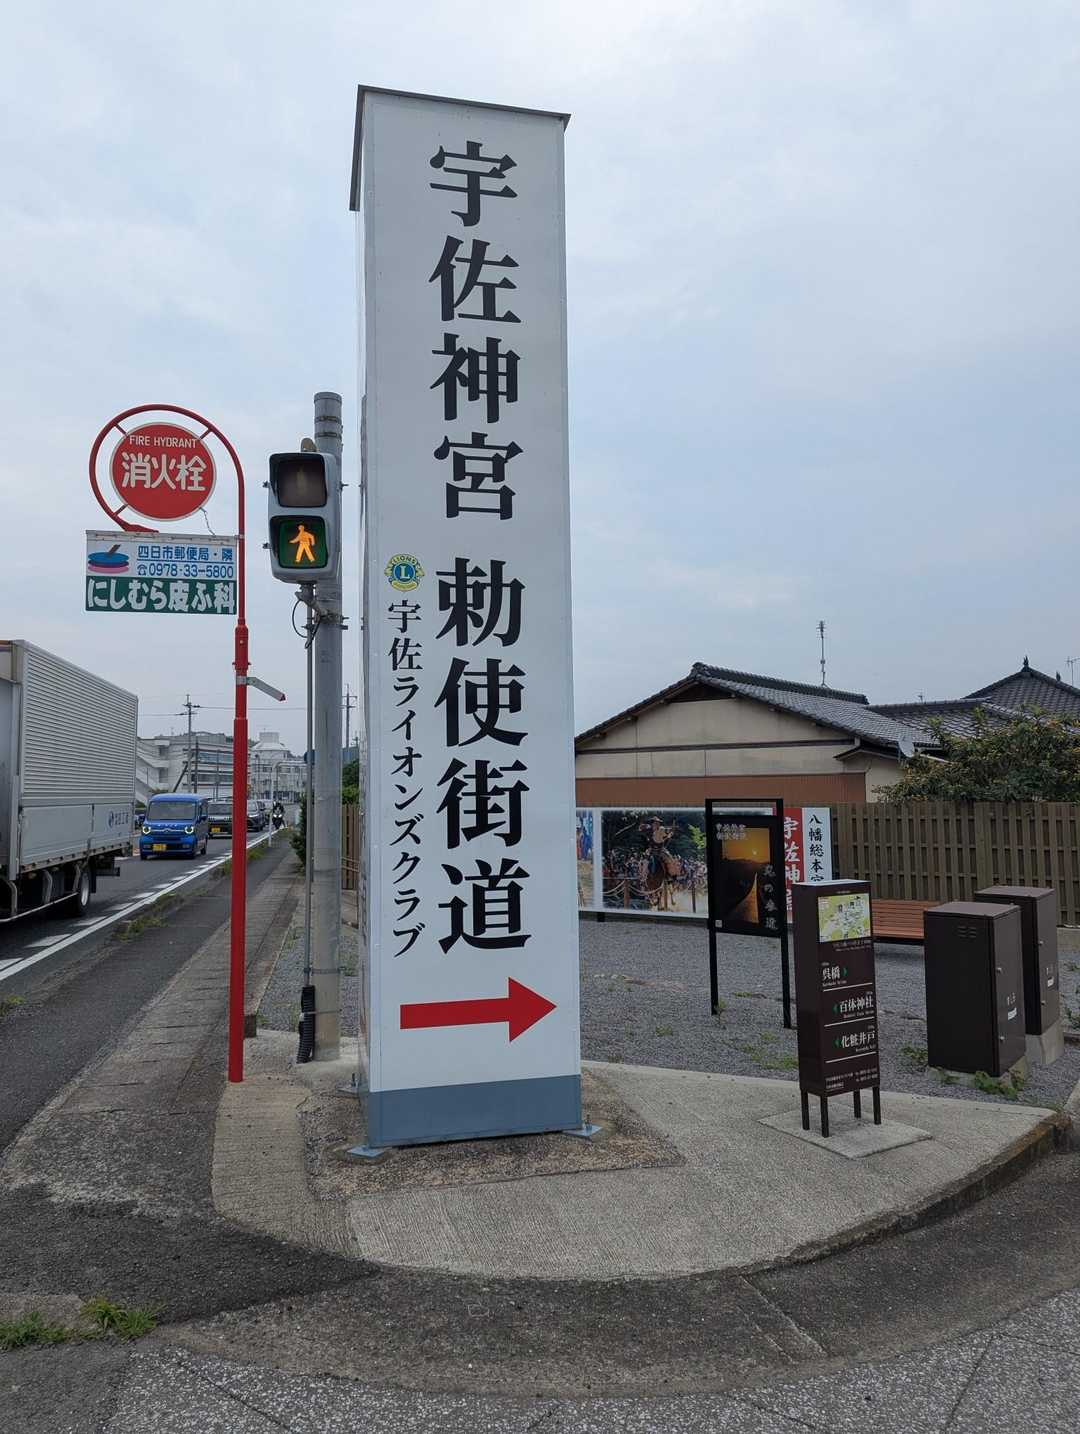 宇佐神宮 勅使街道
LIONS
L
宇佐ライオンズクラブ
FIRE HYDRANT
消火栓
四日市郵便局・隣
☎0978-33-5800
にしむら皮ふ科
八幡総本宮
宇佐神
呉橋
百体神社
化粧井戸